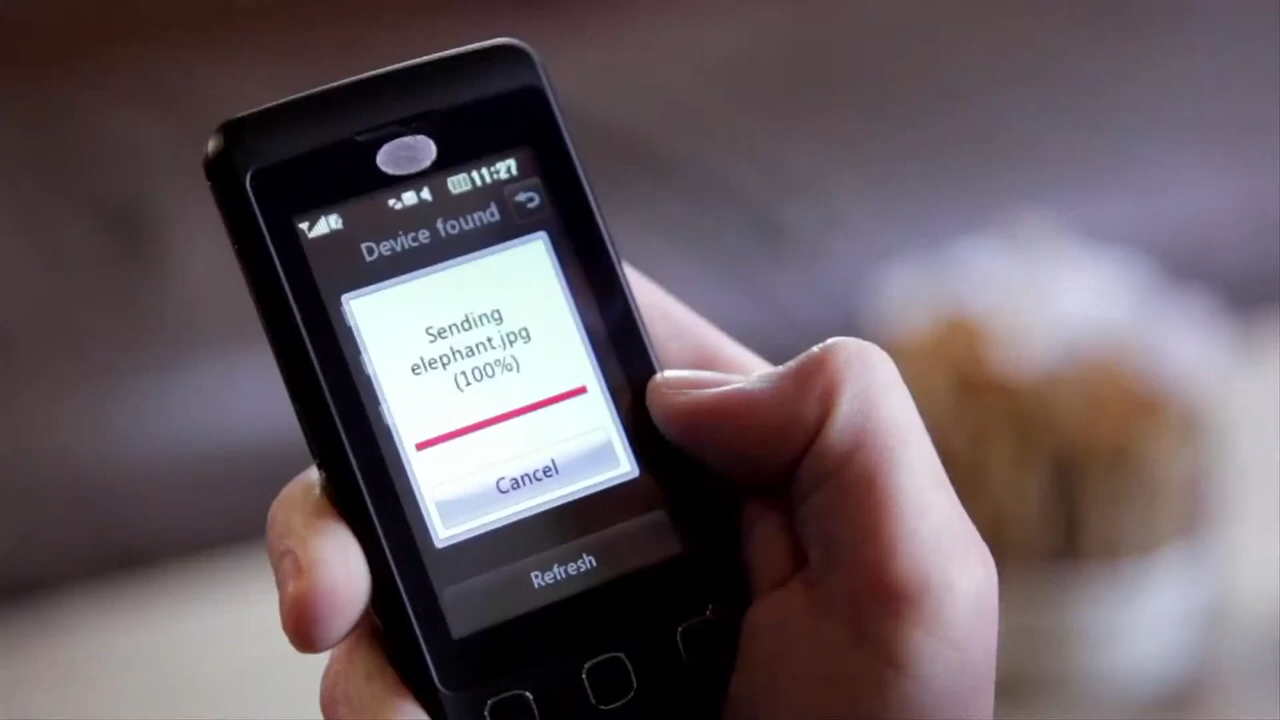 11:27
Device found
Sending
elephant.jpg
(100%)
Cancel
Refresh